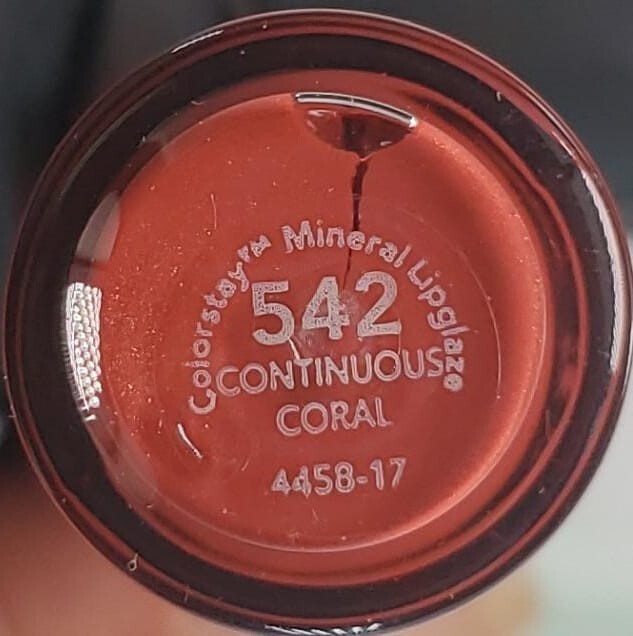 Colorstay™ Mineral Lipglaze
542
CONTINUOUS
CORAL
4458-17